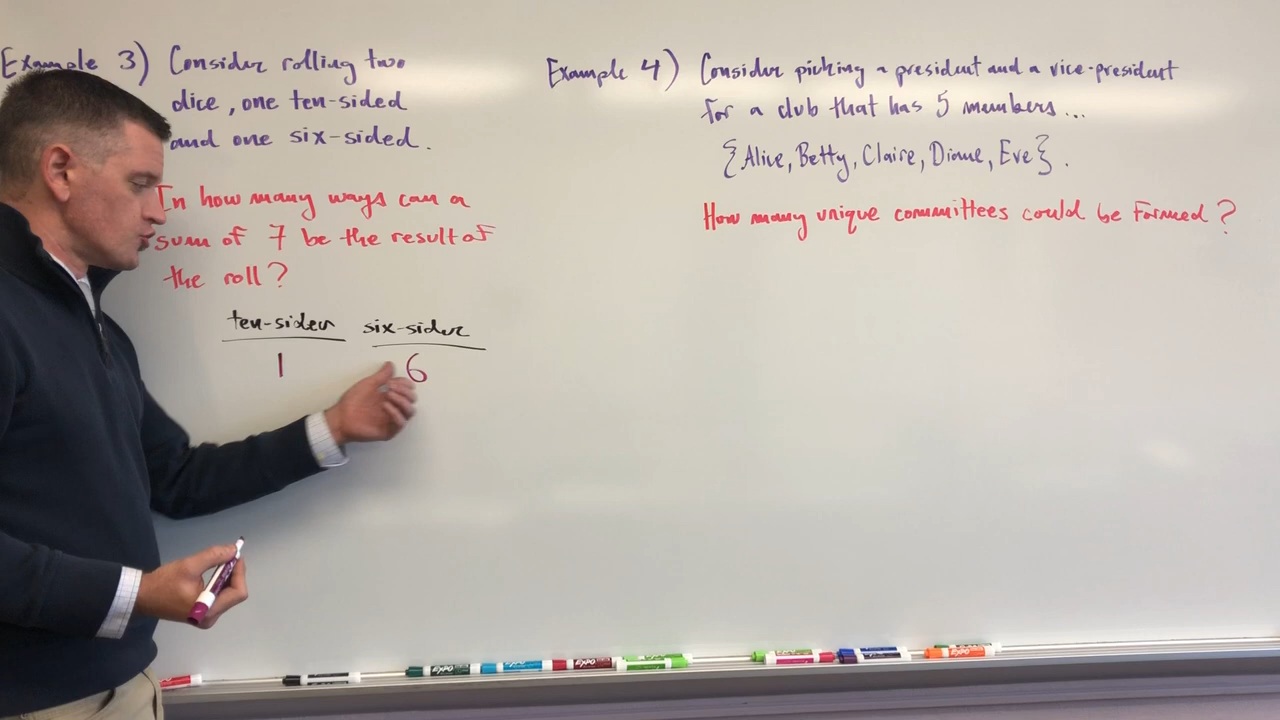 Example 3) Consider rolling two
dice, one ten-sided
and one six-sided.
In how many ways can a
sum of 7 be the result of
the roll?
ten-sider six-sider
1 6
Example 4) Consider picking a president and a vice-president
for a club that has 5 members...
{Alice, Betty, Claire, Diane, Eve}.
How many unique committees could be formed?
EXPO
EXPO
EXPO